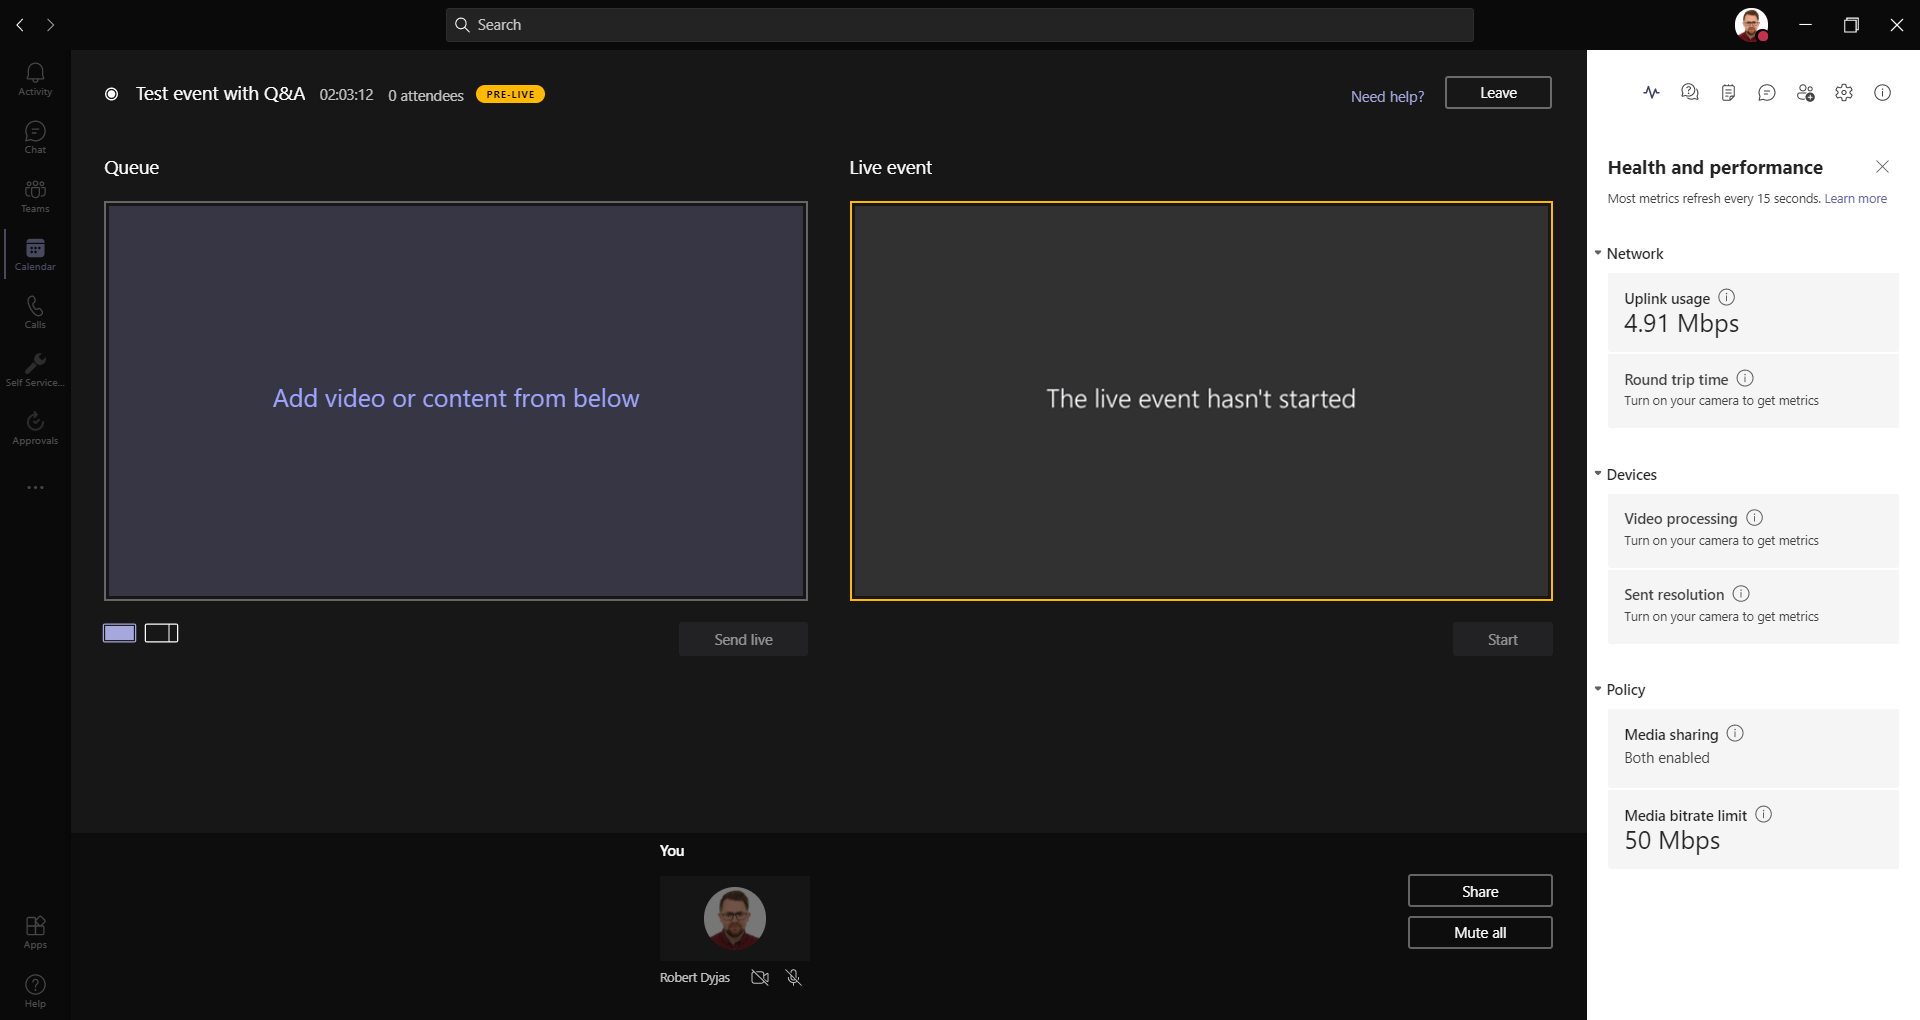 Search
Activity
Chat
Teams
Calendar
Calls
Self Service...
Approvals
Apps
Help
Test event with Q&A 02:03:12 0 attendees PRE-LIVE
Need help? Leave
Queue
Add video or content from below
Send live
Live event
The live event hasn't started
Start
You
Robert Dyjas
Share
Mute all
Health and performance
Most metrics refresh every 15 seconds. Learn more
Network
Uplink usage
4.91 Mbps
Round trip time
Turn on your camera to get metrics
Devices
Video processing
Turn on your camera to get metrics
Sent resolution
Turn on your camera to get metrics
Policy
Media sharing
Both enabled
Media bitrate limit
50 Mbps